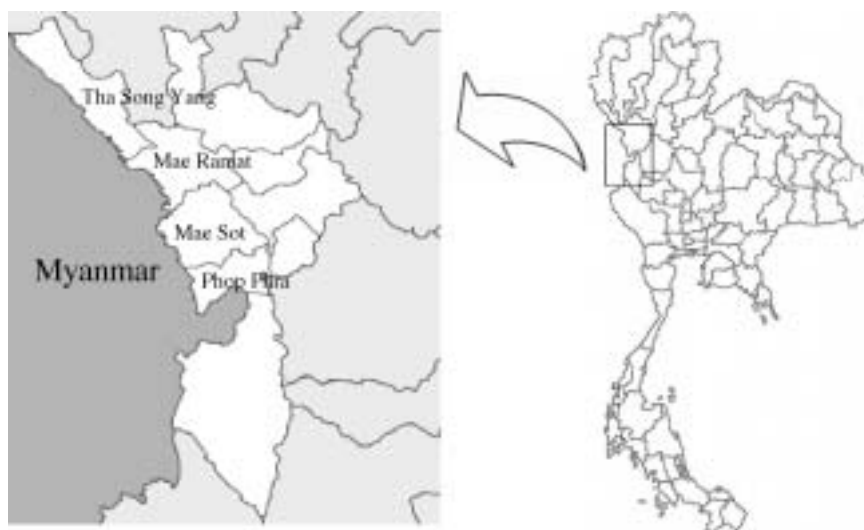 Tha Song Yang
Mae Ramat
Mae Sot
Myanmar
Phop Phra